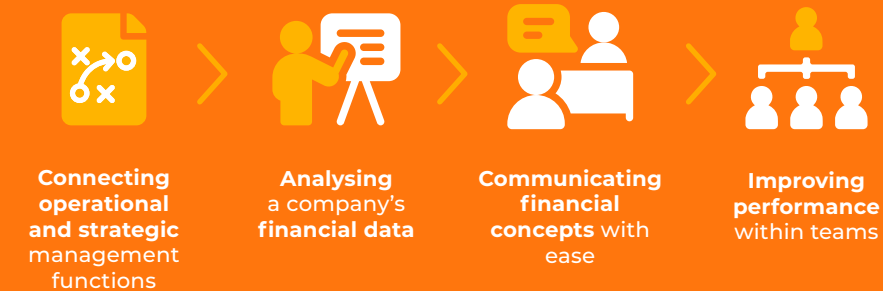 Connecting
operational
and strategic
management
functions
Analysing
a company's
financial data
Communicating
financial
concepts with
ease
Improving
performance
within teams